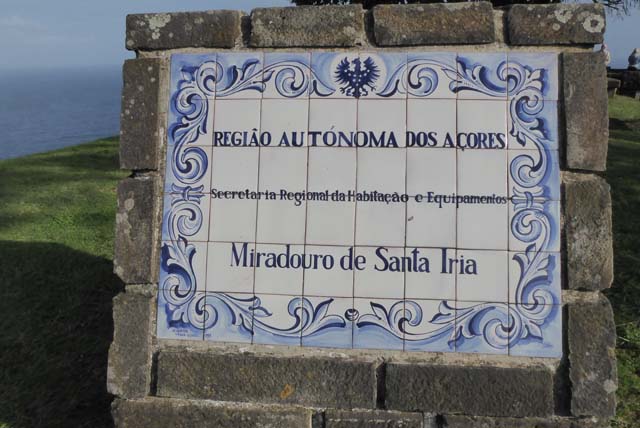 REGIÃO AUTÓNOMA DOS AÇORES
Secretaria Regional da Habitação e Equipamentos
Miradouro de Santa Iria